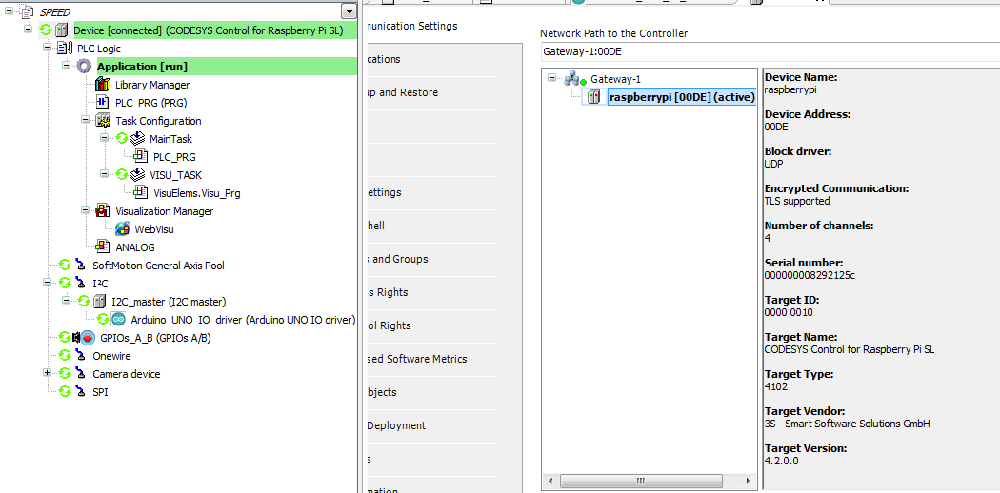 SPEED
Device [connected] (CODESYS Control for Raspberry Pi SL)
PLC Logic
Application [run]
Library Manager
PLC_PRG (PRG)
Task Configuration
MainTask
PLC_PRG
VISU_TASK
VisuElems.Visu_Prg
Visualization Manager
WebVisu
ANALOG
SoftMotion General Axis Pool
I²C
I2C_master (I2C master)
Arduino_UNO_IO_driver (Arduino UNO IO driver)
GPIOs_A_B (GPIOs A/B)
Onewire
Camera device
SPI
nunication Settings
cations
up and Restore
ettings
hell
s and Groups
s Rights
ol Rights
sed Software Metrics
bjects
Deployment
s
mation
Network Path to the Controller
Gateway-1:00DE
Gateway-1
raspberrypi [00DE] (active)
Device Name:
raspberrypi
Device Address:
00DE
Block driver:
UDP
Encrypted Communication:
TLS supported
Number of channels:
4
Serial number:
000000008292125c
Target ID:
0000 0010
Target Name:
CODESYS Control for Raspberry Pi SL
Target Type:
4102
Target Vendor:
3S - Smart Software Solutions GmbH
Target Version:
4.2.0.0